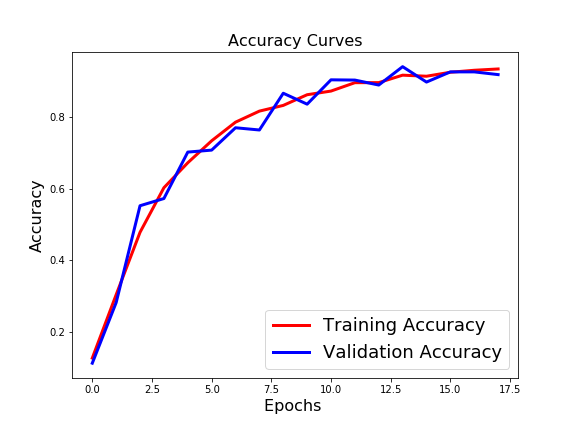 Accuracy Curves
Accuracy
0.8
0.6
0.4
0.2
Training Accuracy
Validation Accuracy
0.0 2.5 5.0 7.5 10.0 12.5 15.0 17.5
Epochs